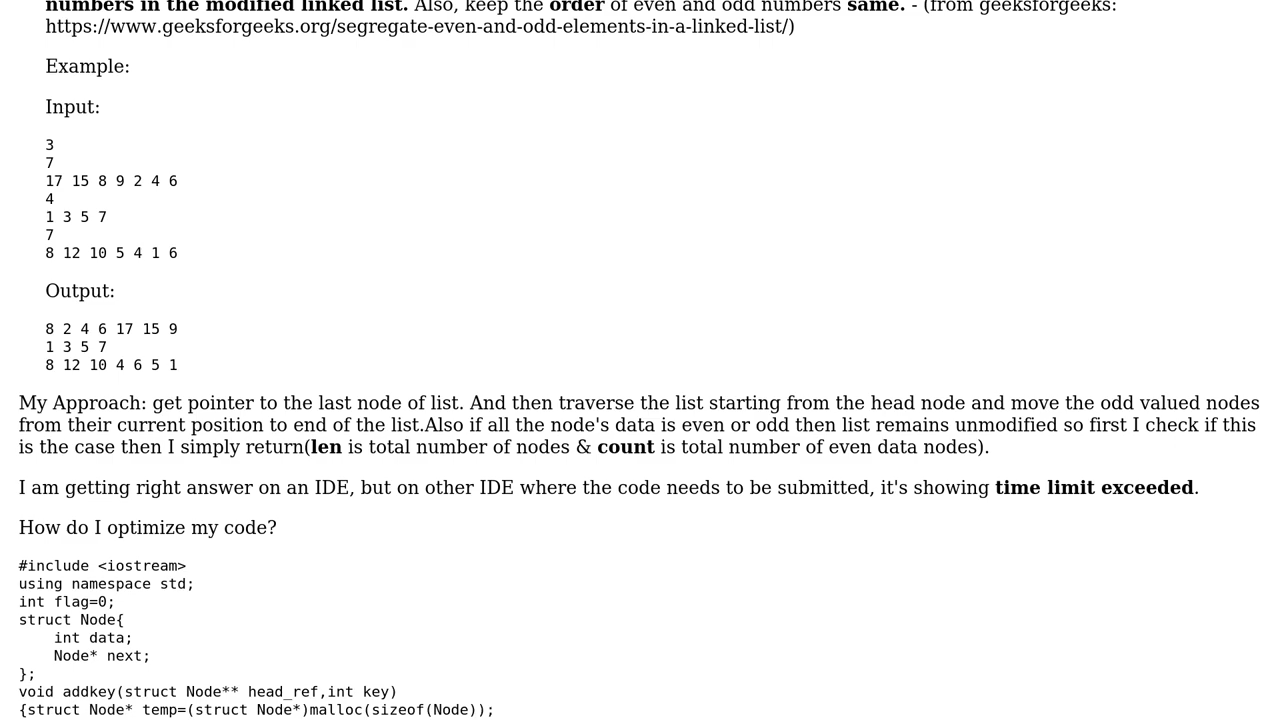 numbers in the modified linked list. Also, keep the order of even and odd numbers same. - (from geeksforgeeks:
https://www.geeksforgeeks.org/segregate-even-and-odd-elements-in-a-linked-list/)
Example:
Input:
3
7
17 15 8 9 2 4 6
4
1 3 5 7
7
8 12 10 5 4 1 6
Output:
8 2 4 6 17 15 9
1 3 5 7
8 12 10 4 6 5 1
My Approach: get pointer to the last node of list. And then traverse the list starting from the head node and move the odd valued nodes
from their current position to end of the list.Also if all the node's data is even or odd then list remains unmodified so first I check if this
is the case then I simply return(len is total number of nodes & count is total number of even data nodes).
I am getting right answer on an IDE, but on other IDE where the code needs to be submitted, it's showing time limit exceeded.
How do I optimize my code?
#include <iostream>
using namespace std;
int flag=0;
struct Node{
    int data;
    Node* next;
};
void addkey(struct Node** head_ref,int key)
{struct Node* temp=(struct Node*)malloc(sizeof(Node));